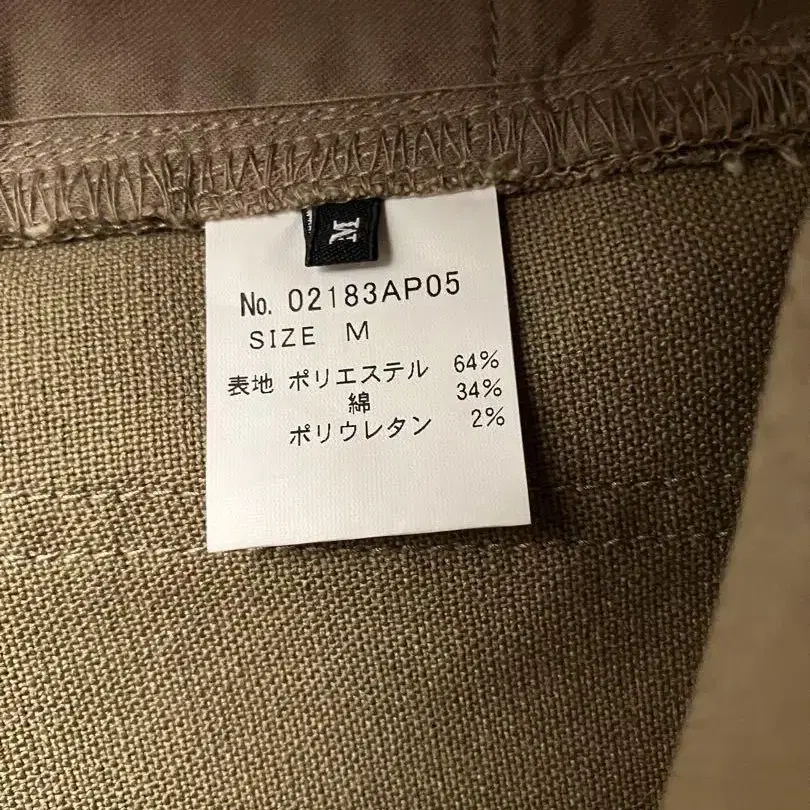 M
No. 02183AP05
SIZE M
表地 ポリエステル 64%
綿 34%
ポリウレタン 2%